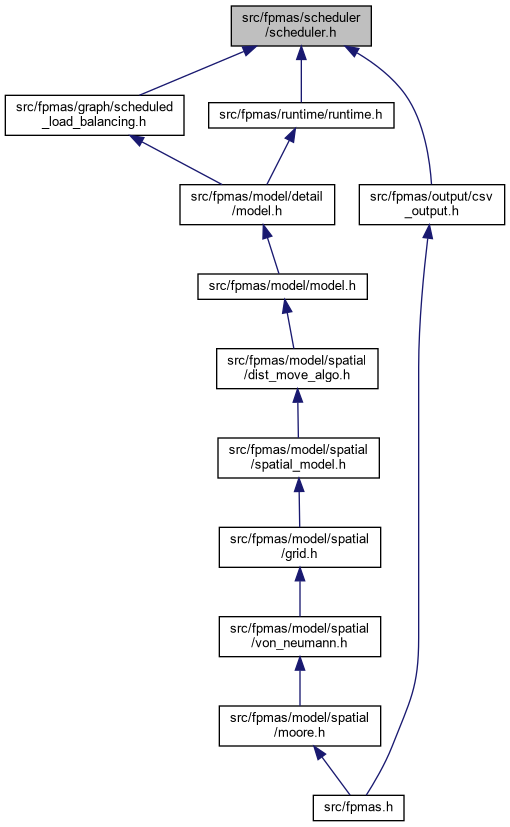 src/fpmas/scheduler
/scheduler.h
src/fpmas/graph/scheduled
_load_balancing.h
src/fpmas/runtime/runtime.h
src/fpmas/model/detail
/model.h
src/fpmas/output/csv
_output.h
src/fpmas/model/model.h
src/fpmas/model/spatial
/dist_move_algo.h
src/fpmas/model/spatial
/spatial_model.h
src/fpmas/model/spatial
/grid.h
src/fpmas/model/spatial
/von_neumann.h
src/fpmas/model/spatial
/moore.h
src/fpmas.h